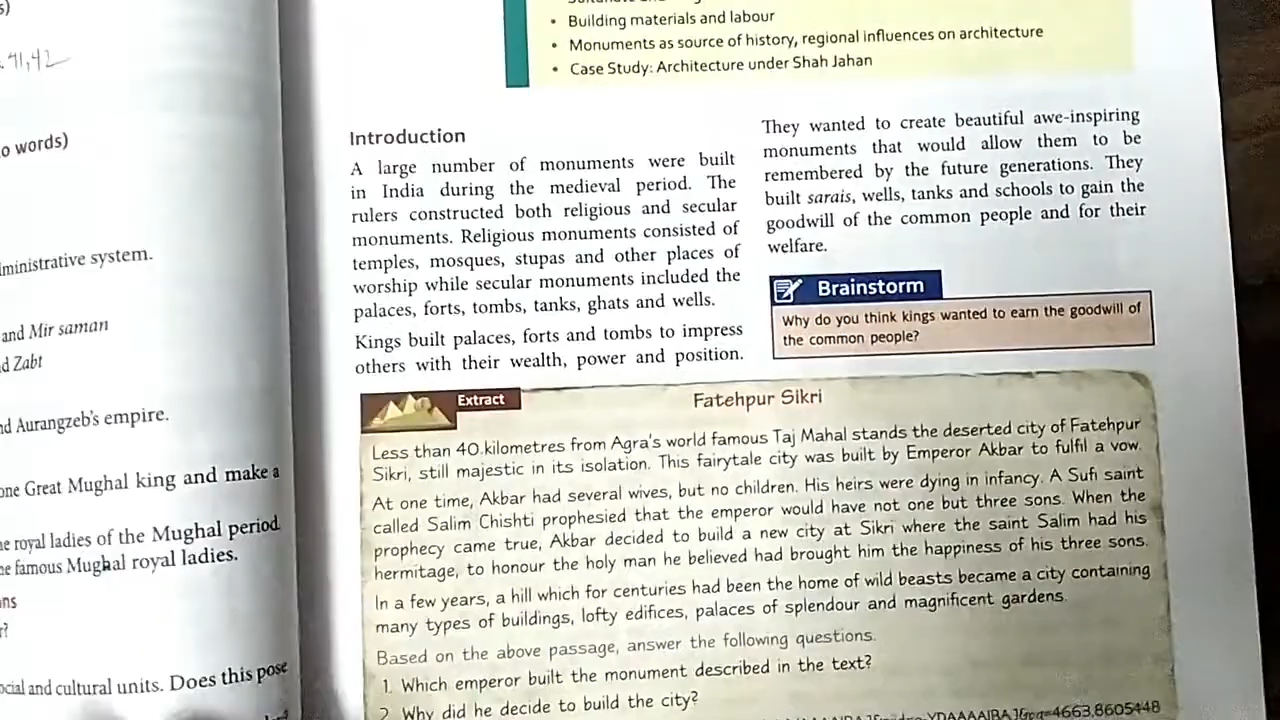 41,42
o words)
dministrative system.
and Mir saman
d Zabt
nd Aurangzeb's empire.
one Great Mughal king and make a
e royal ladies of the Mughal period
he famous Mughal royal ladies.
ocial and cultural units. Does this pose
• Building materials and labour
• Monuments as source of history, regional influences on architecture
• Case Study: Architecture under Shah Jahan
Introduction
A large number of monuments were built
in India during the medieval period. The
rulers constructed both religious and secular
monuments. Religious monuments consisted of
temples, mosques, stupas and other places of
worship while secular monuments included the
palaces, forts, tombs, tanks, ghats and wells.
Kings built palaces, forts and tombs to impress
others with their wealth, power and position.
They wanted to create beautiful awe-inspiring
monuments that would allow them to be
remembered by the future generations. They
built sarais, wells, tanks and schools to gain the
goodwill of the common people and for their
welfare.
Brainstorm
Why do you think kings wanted to earn the goodwill of
the common people?
Extract
Fatehpur Sikri
Less than 40 kilometres from Agra's world famous Taj Mahal stands the deserted city of Fatehpur
Sikri, still majestic in its isolation. This fairytale city was built by Emperor Akbar to fulfil a vow.
At one time, Akbar had several wives, but no children. His heirs were dying in infancy. A Sufi saint
called Salim Chishti prophesied that the emperor would have not one but three sons. When the
prophecy came true, Akbar decided to build a new city at Sikri where the saint Salim had his
hermitage, to honour the holy man he believed had brought him the happiness of his three sons.
In a few years, a hill which for centuries had been the home of wild beasts became a city containing
many types of buildings, lofty edifices, palaces of splendour and magnificent gardens.
Based on the above passage, answer the following questions.
1. Which emperor built the monument described in the text?
2. Why did he decide to build the city?